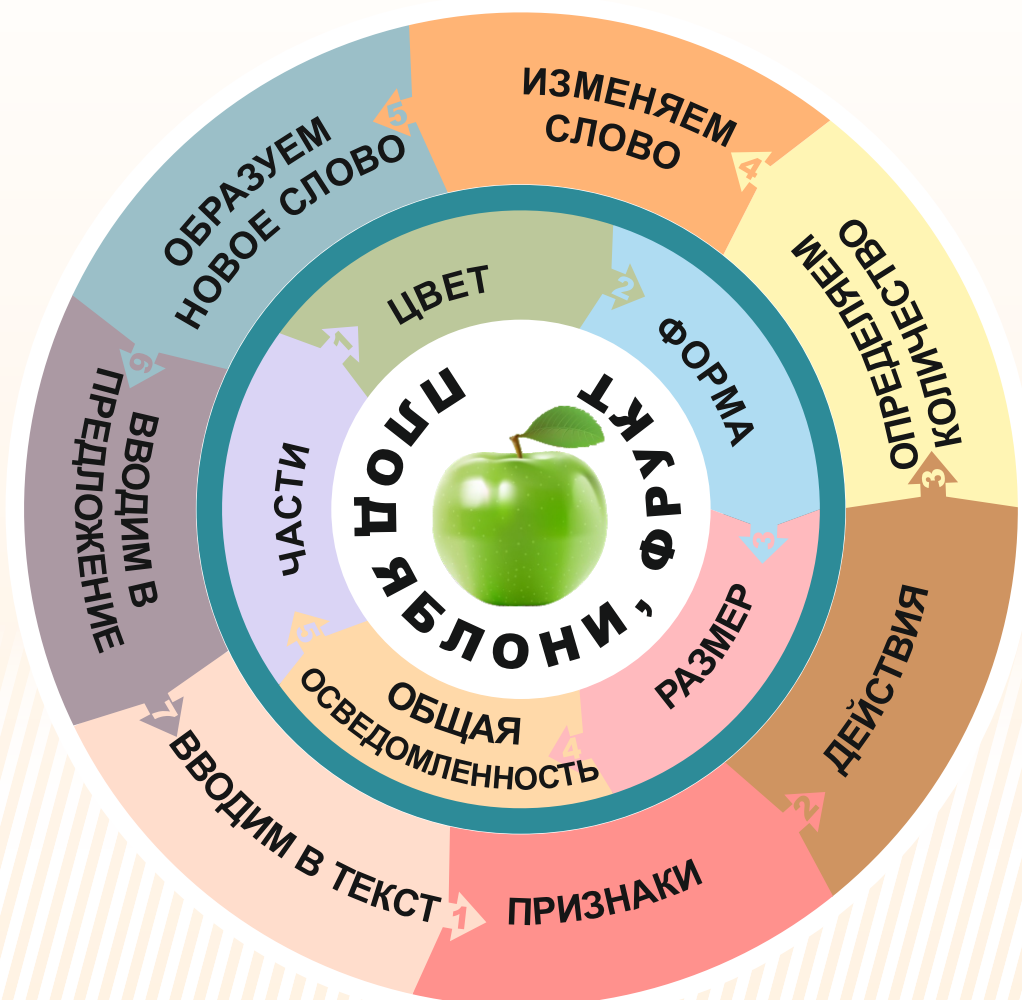 ПЛОД ЯБЛОНИ, ФРУКТ
1
ЦВЕТ
2
ФОРМА
3
РАЗМЕР
4
ОБЩАЯ
ОСВЕДОМЛЕННОСТЬ
5
ЧАСТИ
1
ПРИЗНАКИ
2
ДЕЙСТВИЯ
3
ОПРЕДЕЛЯЕМ
КОЛИЧЕСТВО
4
ИЗМЕНЯЕМ
СЛОВО
5
ОБРАЗУЕМ
НОВОЕ СЛОВО
6
ВВОДИМ В
ПРЕДЛОЖЕНИЕ
7
ВВОДИМ В ТЕКСТ